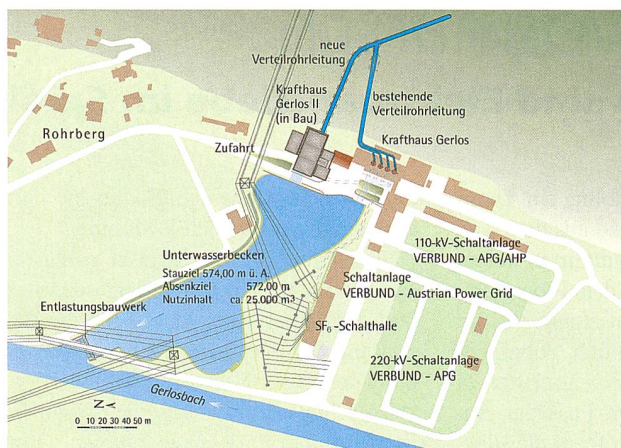 neue
Verteilrohrleitung
Krafthaus
Gerlos II
(in Bau)
bestehende
Verteilrohrleitung
Rohrberg
Zufahrt
Krafthaus Gerlos
Unterwasserbecken
Stauziel 574,00 m ü. A.
Absenkziel 572,00 m
Nutzinhalt ca. 25.000 m³
110-kV-Schaltanlage
VERBUND - APG/AHP
Schaltanlage
VERBUND - Austrian Power Grid
Entlastungsbauwerk
SF₆-Schalthalle
220-kV-Schaltanlage
VERBUND - APG
Gerlosbach
N
0 10 20 30 40 50 m